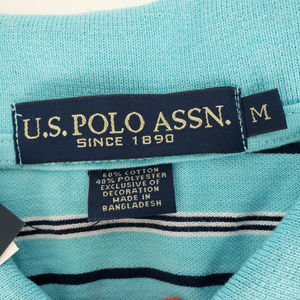 U.S. POLO ASSN.
SINCE 1890
M
60% COTTON
40% POLYESTER
EXCLUSIVE OF
DECORATION
MADE IN
BANGLADESH